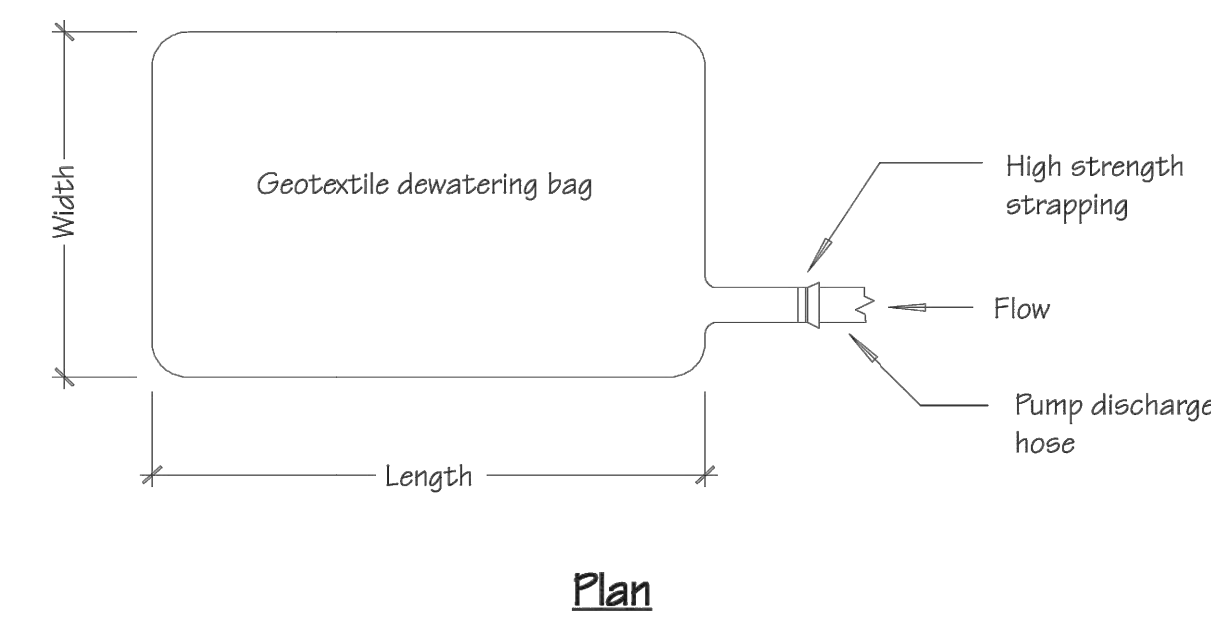 High strength
strapping
Geotextile dewatering bag
Width
Flow
Pump discharge
hose
Length
Plan